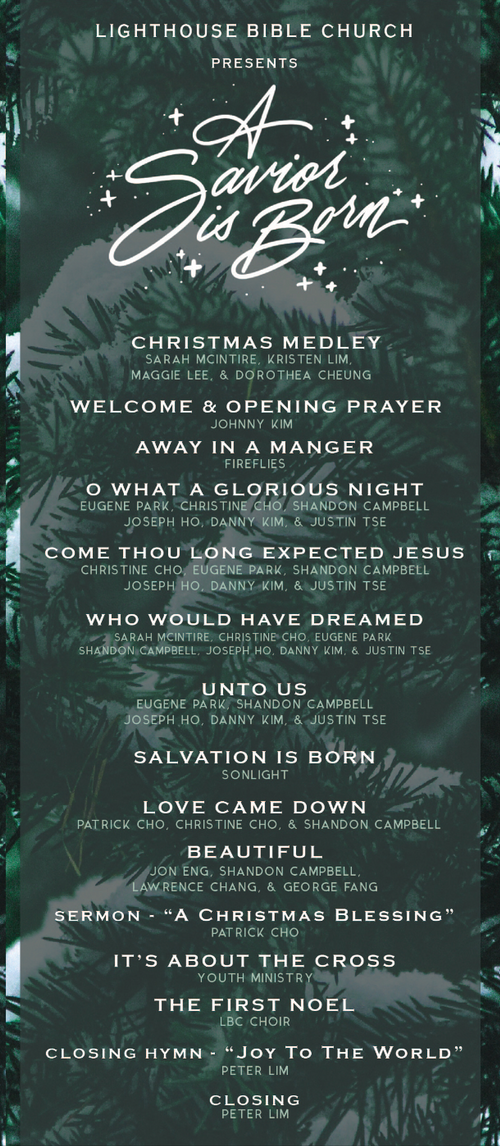 LIGHTHOUSE BIBLE CHURCH
PRESENTS
A
Savior
is Born
CHRISTMAS MEDLEY
SARAH MCINTIRE, KRISTEN LIM,
MAGGIE LEE, & DOROTHEA CHEUNG
WELCOME & OPENING PRAYER
JOHNNY KIM
AWAY IN A MANGER
FIREFLIES
O WHAT A GLORIOUS NIGHT
EUGENE PARK, CHRISTINE CHO, SHANDON CAMPBELL
JOSEPH HO, DANNY KIM, & JUSTIN TSE
COME THOU LONG EXPECTED JESUS
CHRISTINE CHO, EUGENE PARK, SHANDON CAMPBELL
JOSEPH HO, DANNY KIM, & JUSTIN TSE
WHO WOULD HAVE DREAMED
SARAH MCINTIRE, CHRISTINE CHO, EUGENE PARK
SHANDON CAMPBELL, JOSEPH HO, DANNY KIM, & JUSTIN TSE
UNTO US
EUGENE PARK, SHANDON CAMPBELL
JOSEPH HO, DANNY KIM, & JUSTIN TSE
SALVATION IS BORN
SONLIGHT
LOVE CAME DOWN
PATRICK CHO, CHRISTINE CHO, & SHANDON CAMPBELL
BEAUTIFUL
JON ENG, SHANDON CAMPBELL,
LAWRENCE CHANG, & GEORGE FANG
SERMON - “A CHRISTMAS BLESSING”
PATRICK CHO
IT’S ABOUT THE CROSS
YOUTH MINISTRY
THE FIRST NOEL
LBC CHOIR
CLOSING HYMN - “JOY TO THE WORLD”
PETER LIM
CLOSING
PETER LIM